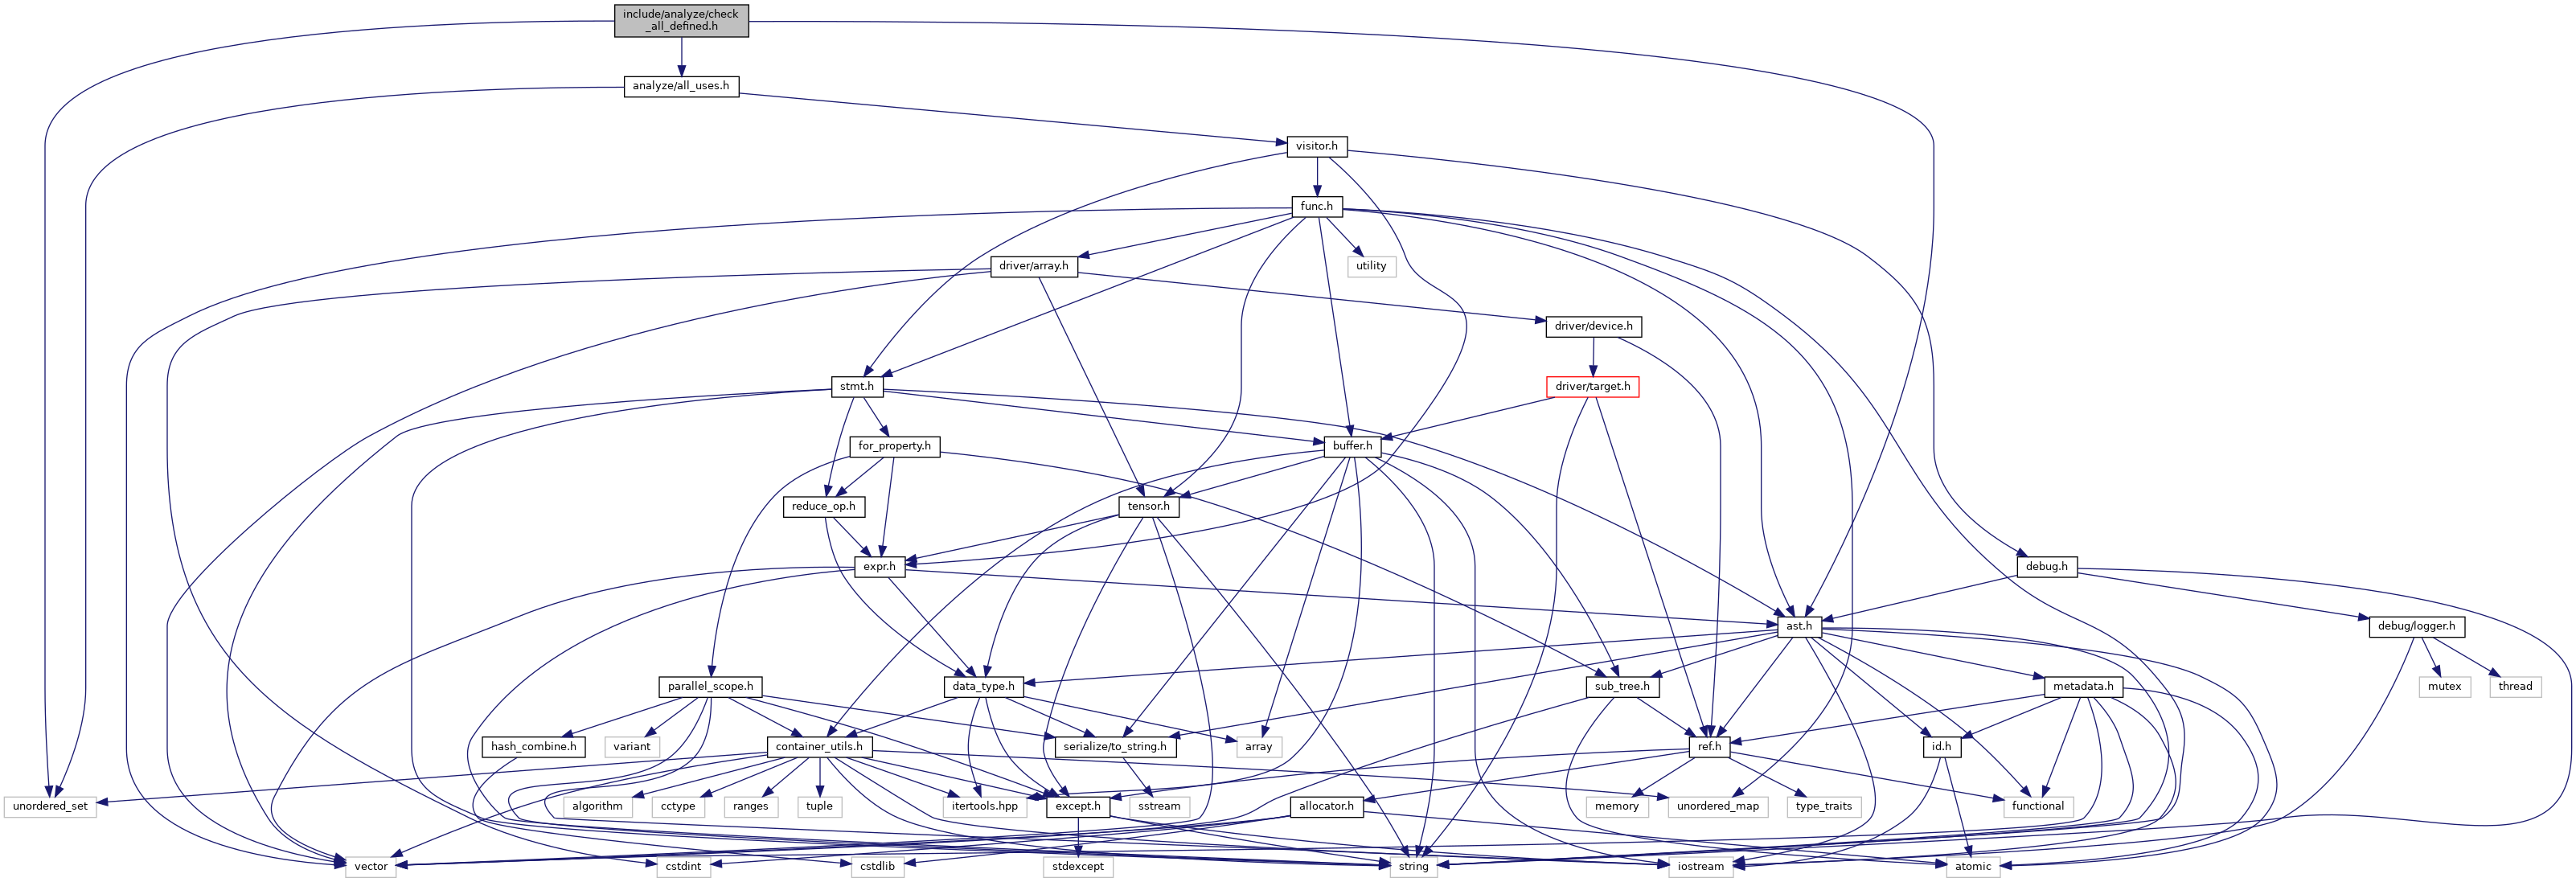 include/analyze/check
_all_defined.h
analyze/all_uses.h
visitor.h
func.h
driver/array.h
utility
driver/device.h
stmt.h
driver/target.h
for_property.h
buffer.h
reduce_op.h
tensor.h
expr.h
debug.h
ast.h
debug/logger.h
parallel_scope.h
data_type.h
sub_tree.h
metadata.h
mutex
thread
hash_combine.h
variant
container_utils.h
serialize/to_string.h
array
ref.h
id.h
unordered_set
algorithm
cctype
ranges
tuple
itertools.hpp
except.h
sstream
allocator.h
memory
unordered_map
type_traits
functional
vector
cstdint
cstdlib
stdexcept
string
iostream
atomic